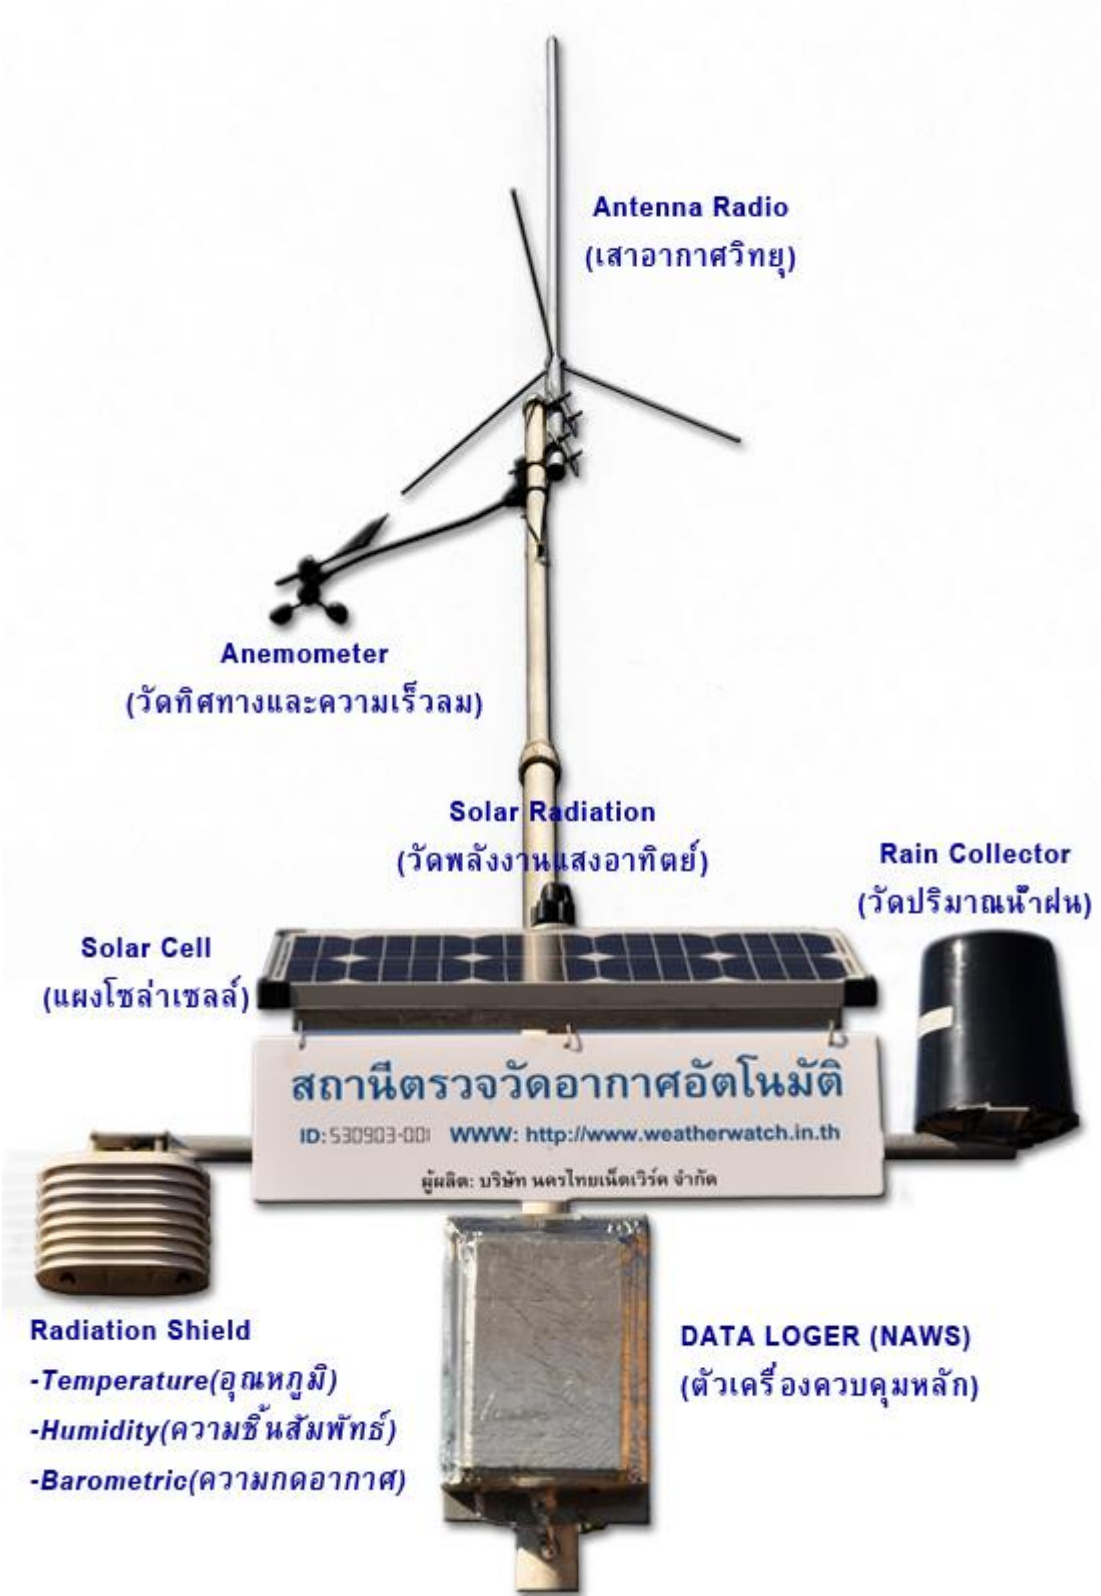 Antenna Radio
(เสาอากาศวิทยุ)
Anemometer
(วัดทิศทางและความเร็วลม)
Solar Radiation
(วัดพลังงานแสงอาทิตย์)
Rain Collector
(วัดปริมาณน้ำฝน)
Solar Cell
(แผงโซล่าเซลล์)
สถานีตรวจวัดอากาศอัตโนมัติ
ID: 530903-001 WWW: http://www.weatherwatch.in.th
ผู้ผลิต: บริษัท นครไทยเน็ตเวิร์ค จำกัด
Radiation Shield
-Temperature(อุณหภูมิ)
-Humidity(ความชื้นสัมพัทธ์)
-Barometric(ความกดอากาศ)
DATA LOGER (NAWS)
(ตัวเครื่องควบคุมหลัก)